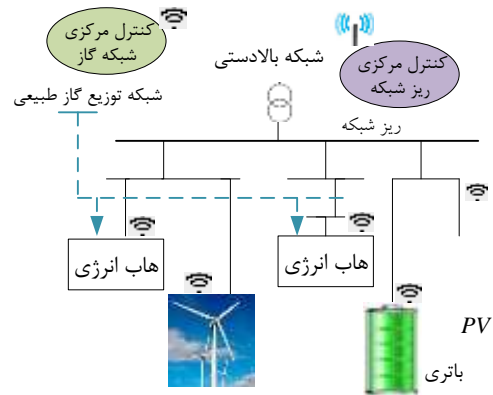 کنترل مرکزی
شبکه گاز
شبکه بالادستی
کنترل مرکزی
ریز شبکه
شبکه توزیع گاز طبیعی
ریز شبکه
هاب انرژی
هاب انرژی
PV
باتری